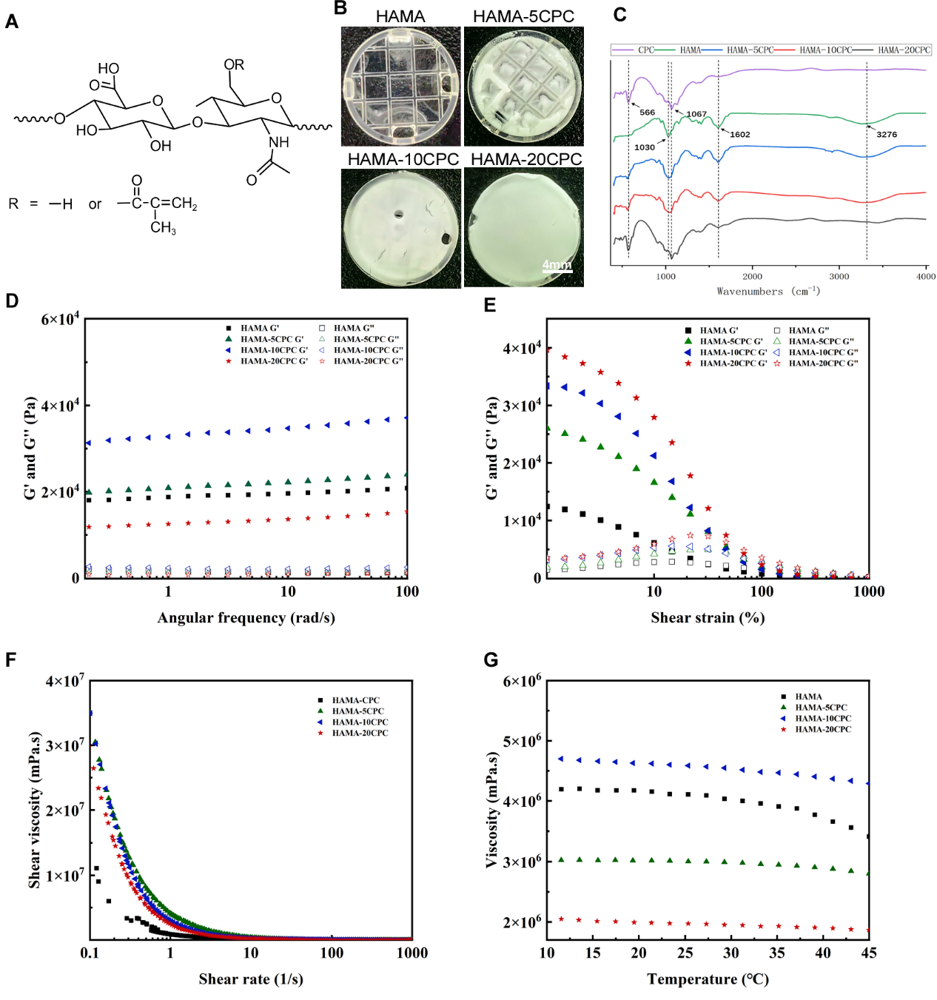 A
HO
O
OR
O
O
O
O
HO
OH
O
NH
O
R = —H or
O
C—C=CH₂
CH₃
B
HAMA
HAMA-5CPC
HAMA-10CPC
HAMA-20CPC
4mm
C
CPC HAMA HAMA-5CPC HAMA-10CPC HAMA-20CPC
566
1067
1030
1602
3276
1000 2000 3000 4000
Wavenumbers (cm⁻¹)
D
6×10⁴
4×10⁴
2×10⁴
0
G' and G'' (Pa)
HAMA G' HAMA G''
HAMA-5CPC G' HAMA-5CPC G''
HAMA-10CPC G' HAMA-10CPC G''
HAMA-20CPC G' HAMA-20CPC G''
1 10 100
Angular frequency (rad/s)
E
4×10⁴
3×10⁴
2×10⁴
1×10⁴
0
G' and G'' (Pa)
HAMA G' HAMA G''
HAMA-5CPC G' HAMA-5CPC G''
HAMA-10CPC G' HAMA-10CPC G''
HAMA-20CPC G' HAMA-20CPC G''
10 100 1000
Shear strain (%)
F
4×10⁷
3×10⁷
2×10⁷
1×10⁷
Shear viscosity (mPa.s)
HAMA-CPC
HAMA-5CPC
HAMA-10CPC
HAMA-20CPC
0.1 1 10 100 1000
Shear rate (1/s)
G
6×10⁶
5×10⁶
4×10⁶
3×10⁶
2×10⁶
Viscosity (mPa.s)
HAMA
HAMA-5CPC
HAMA-10CPC
HAMA-20CPC
10 15 20 25 30 35 40 45
Temperature (℃)